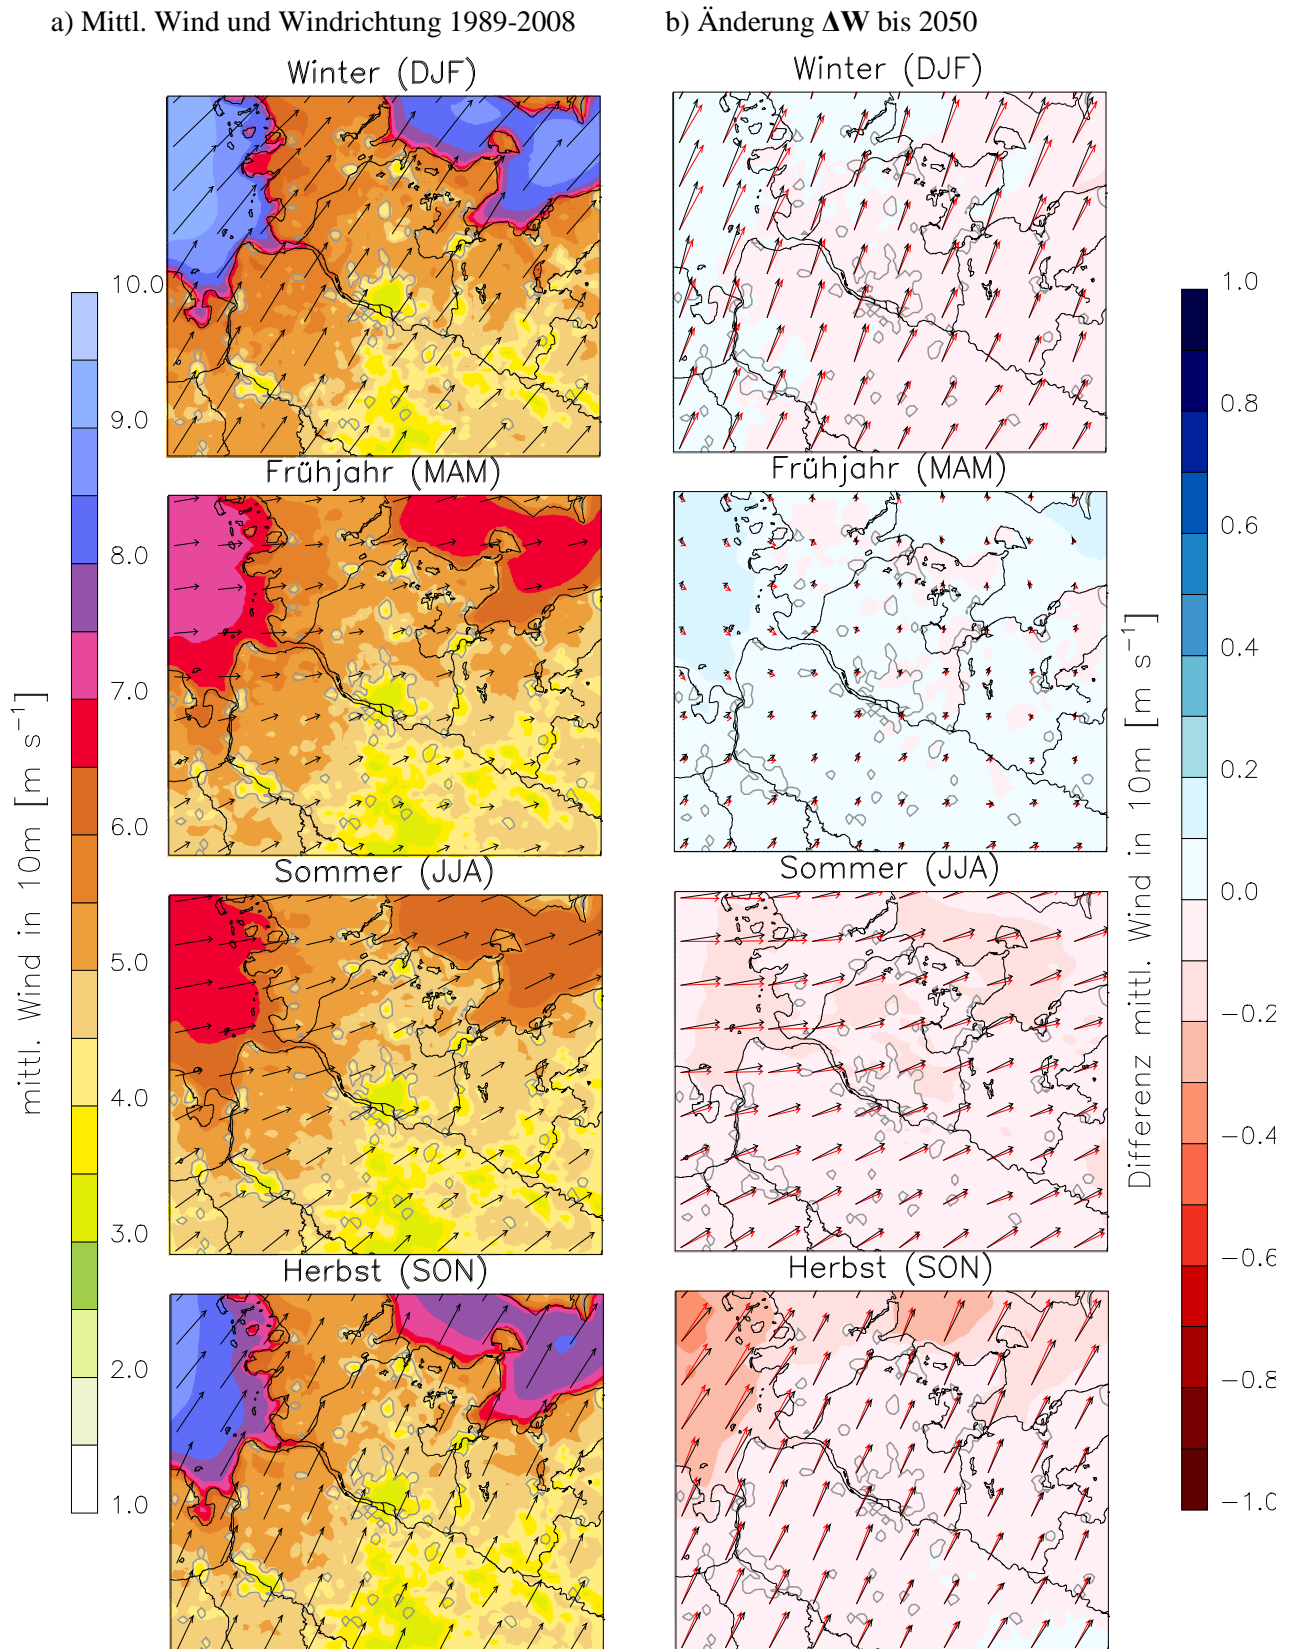 a) Mittl. Wind und Windrichtung 1989-2008
b) Änderung ΔW bis 2050
Winter (DJF)
Winter (DJF)
Frühjahr (MAM)
Frühjahr (MAM)
Sommer (JJA)
Sommer (JJA)
Herbst (SON)
Herbst (SON)
mittl. Wind in 10m [m s⁻¹]
10.0
9.0
8.0
7.0
6.0
5.0
4.0
3.0
2.0
1.0
Differenz mittl. Wind in 10m [m s⁻¹]
1.0
0.8
0.6
0.4
0.2
0.0
−0.2
−0.4
−0.6
−0.8
−1.0